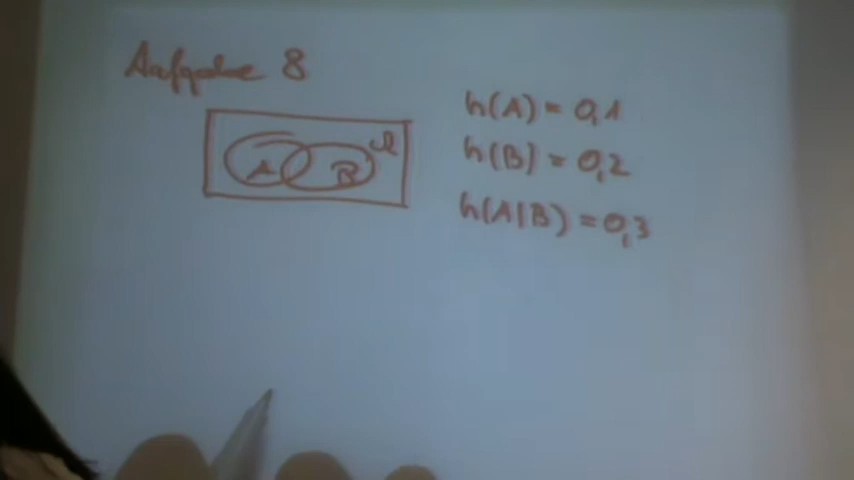 Aufgabe 8
h(A) = 0,1
h(B) = 0,2
h(A|B) = 0,3
A B Ω